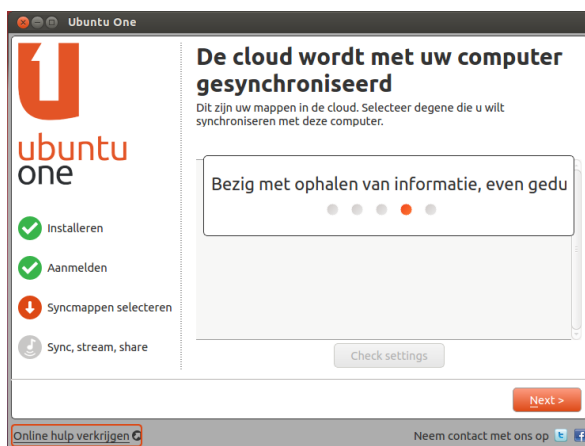 Ubuntu One
De cloud wordt met uw computer
gesynchroniseerd
Dit zijn uw mappen in de cloud. Selecteer degene die u wilt
synchroniseren met deze computer.
ubuntu
one
Bezig met ophalen van informatie, even gedu
Installeren
Aanmelden
Syncmappen selecteren
Sync, stream, share
Check settings
Next >
Online hulp verkrijgen
Neem contact met ons op